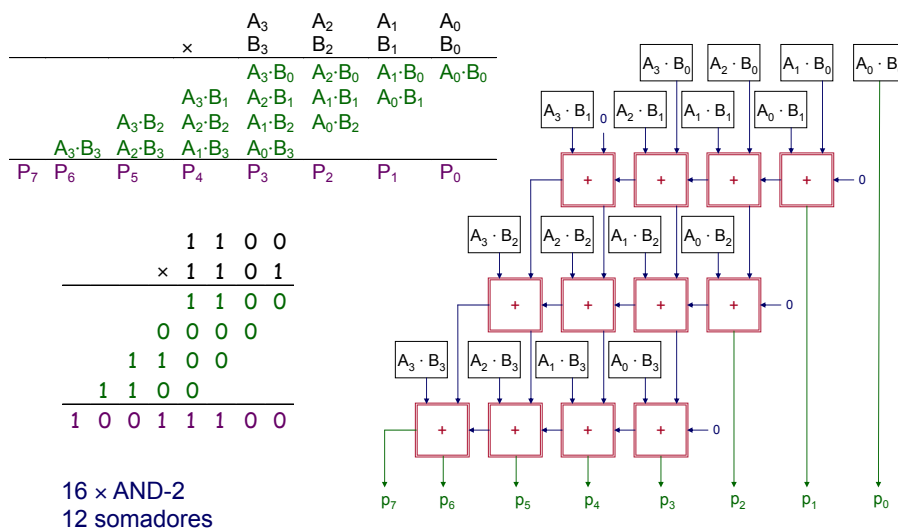 A₃ A₂ A₁ A₀
× B₃ B₂ B₁ B₀
A₃·B₀ A₂·B₀ A₁·B₀ A₀·B₀
A₃·B₁ A₂·B₁ A₁·B₁ A₀·B₁
A₃·B₂ A₂·B₂ A₁·B₂ A₀·B₂
A₃·B₃ A₂·B₃ A₁·B₃ A₀·B₃
P₇ P₆ P₅ P₄ P₃ P₂ P₁ P₀
1 1 0 0
× 1 1 0 1
1 1 0 0
0 0 0 0
1 1 0 0
1 1 0 0
1 0 0 1 1 1 0 0
16 × AND-2
12 somadores
A₃ · B₀ A₂ · B₀ A₁ · B₀ A₀ · B
A₃ · B₁ 0 A₂ · B₁ A₁ · B₁ A₀ · B₁
+ + + + 0
A₃ · B₂ A₂ · B₂ A₁ · B₂ A₀ · B₂
+ + + + 0
A₃ · B₃ A₂ · B₃ A₁ · B₃ A₀ · B₃
+ + + + 0
p₇ p₆ p₅ p₄ p₃ p₂ p₁ p₀